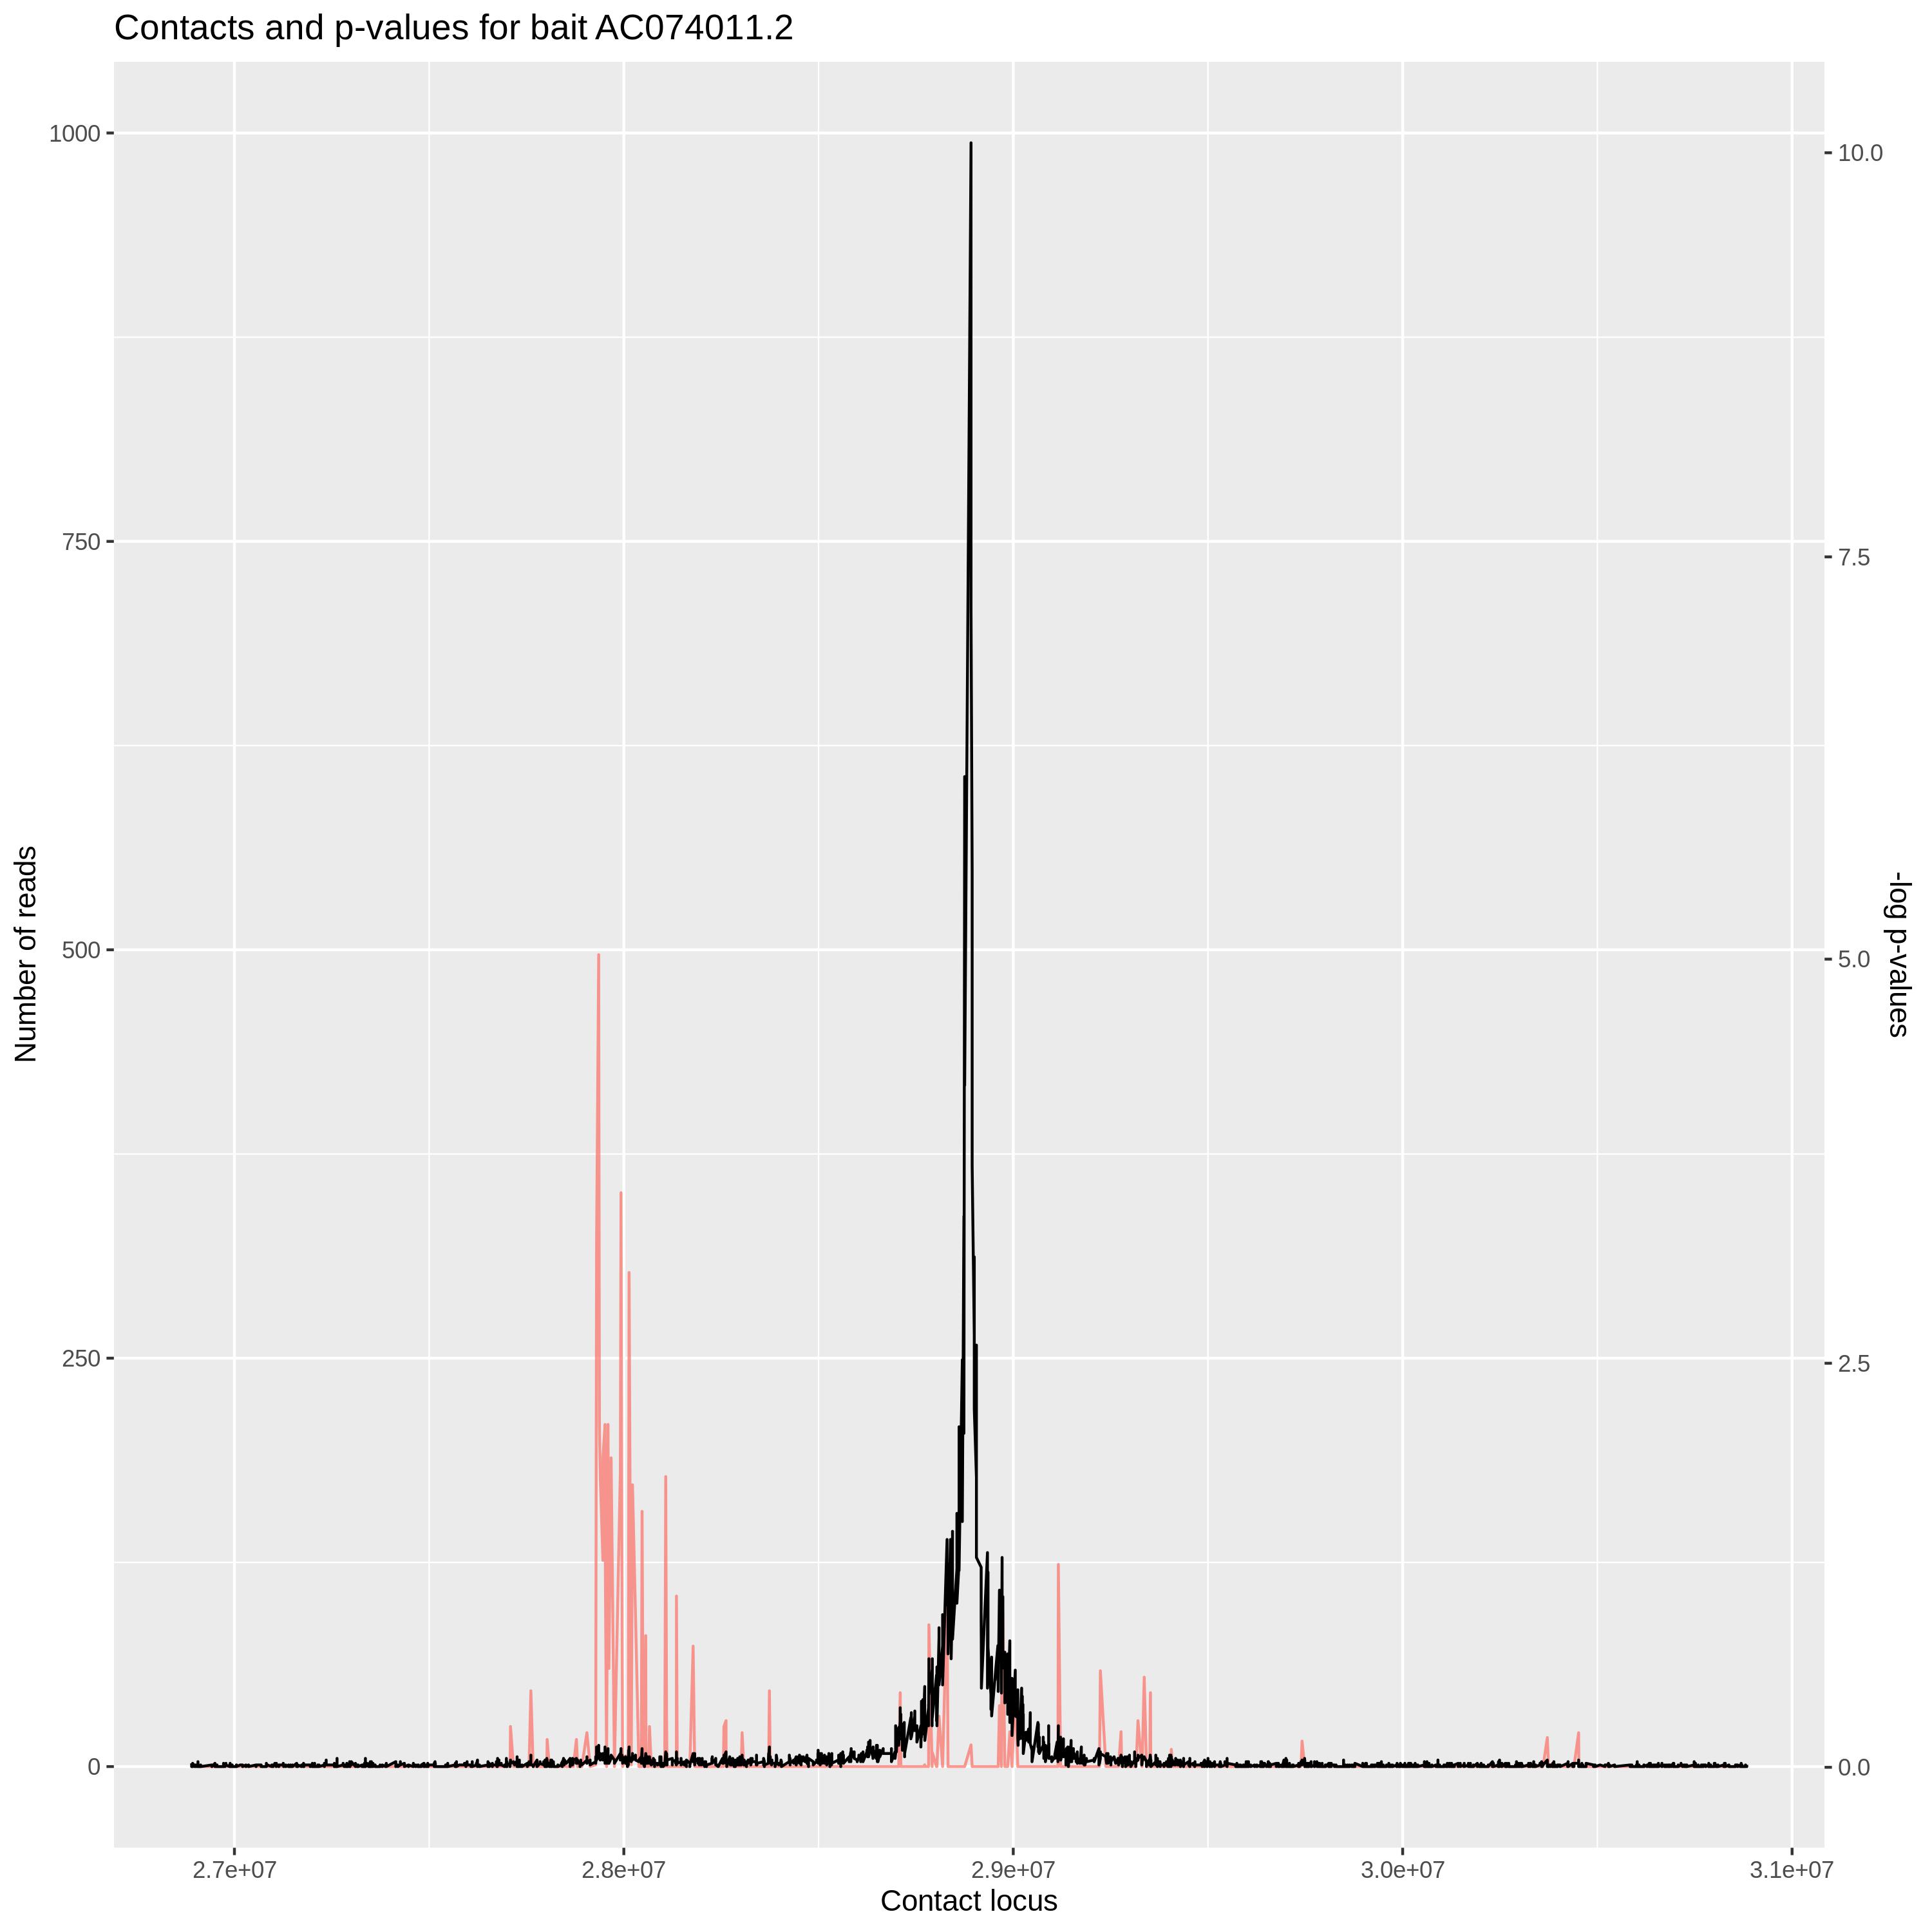 Contacts and p-values for bait AC074011.2
1000
750
500
250
0
Number of reads
10.0
7.5
5.0
2.5
0.0
-log p-values
2.7e+07
2.8e+07
2.9e+07
3.0e+07
3.1e+07
Contact locus